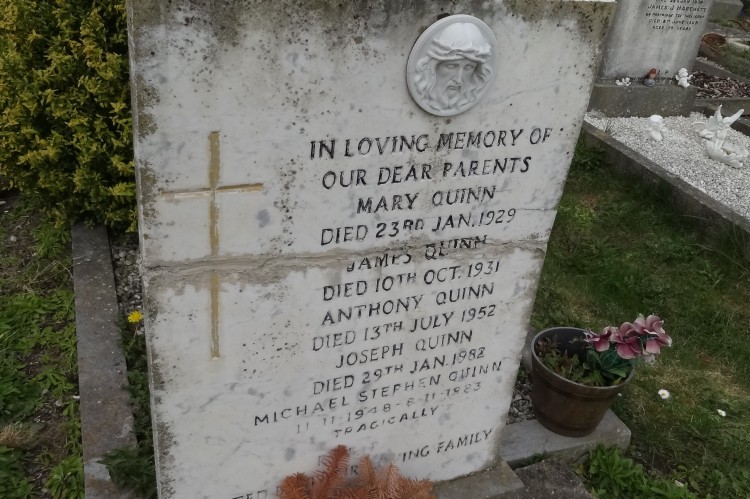 IN LOVING MEMORY OF
OUR DEAR PARENTS
MARY QUINN
DIED 23RD JAN. 1929
JAMES QUINN
DIED 10TH OCT. 1931
ANTHONY QUINN
DIED 13TH JULY 1952
JOSEPH QUINN
DIED 29TH JAN. 1982
MICHAEL STEPHEN QUINN
11-11-1948 - 8-11-1983
TRAGICALLY
FAMILY
JAMES J.